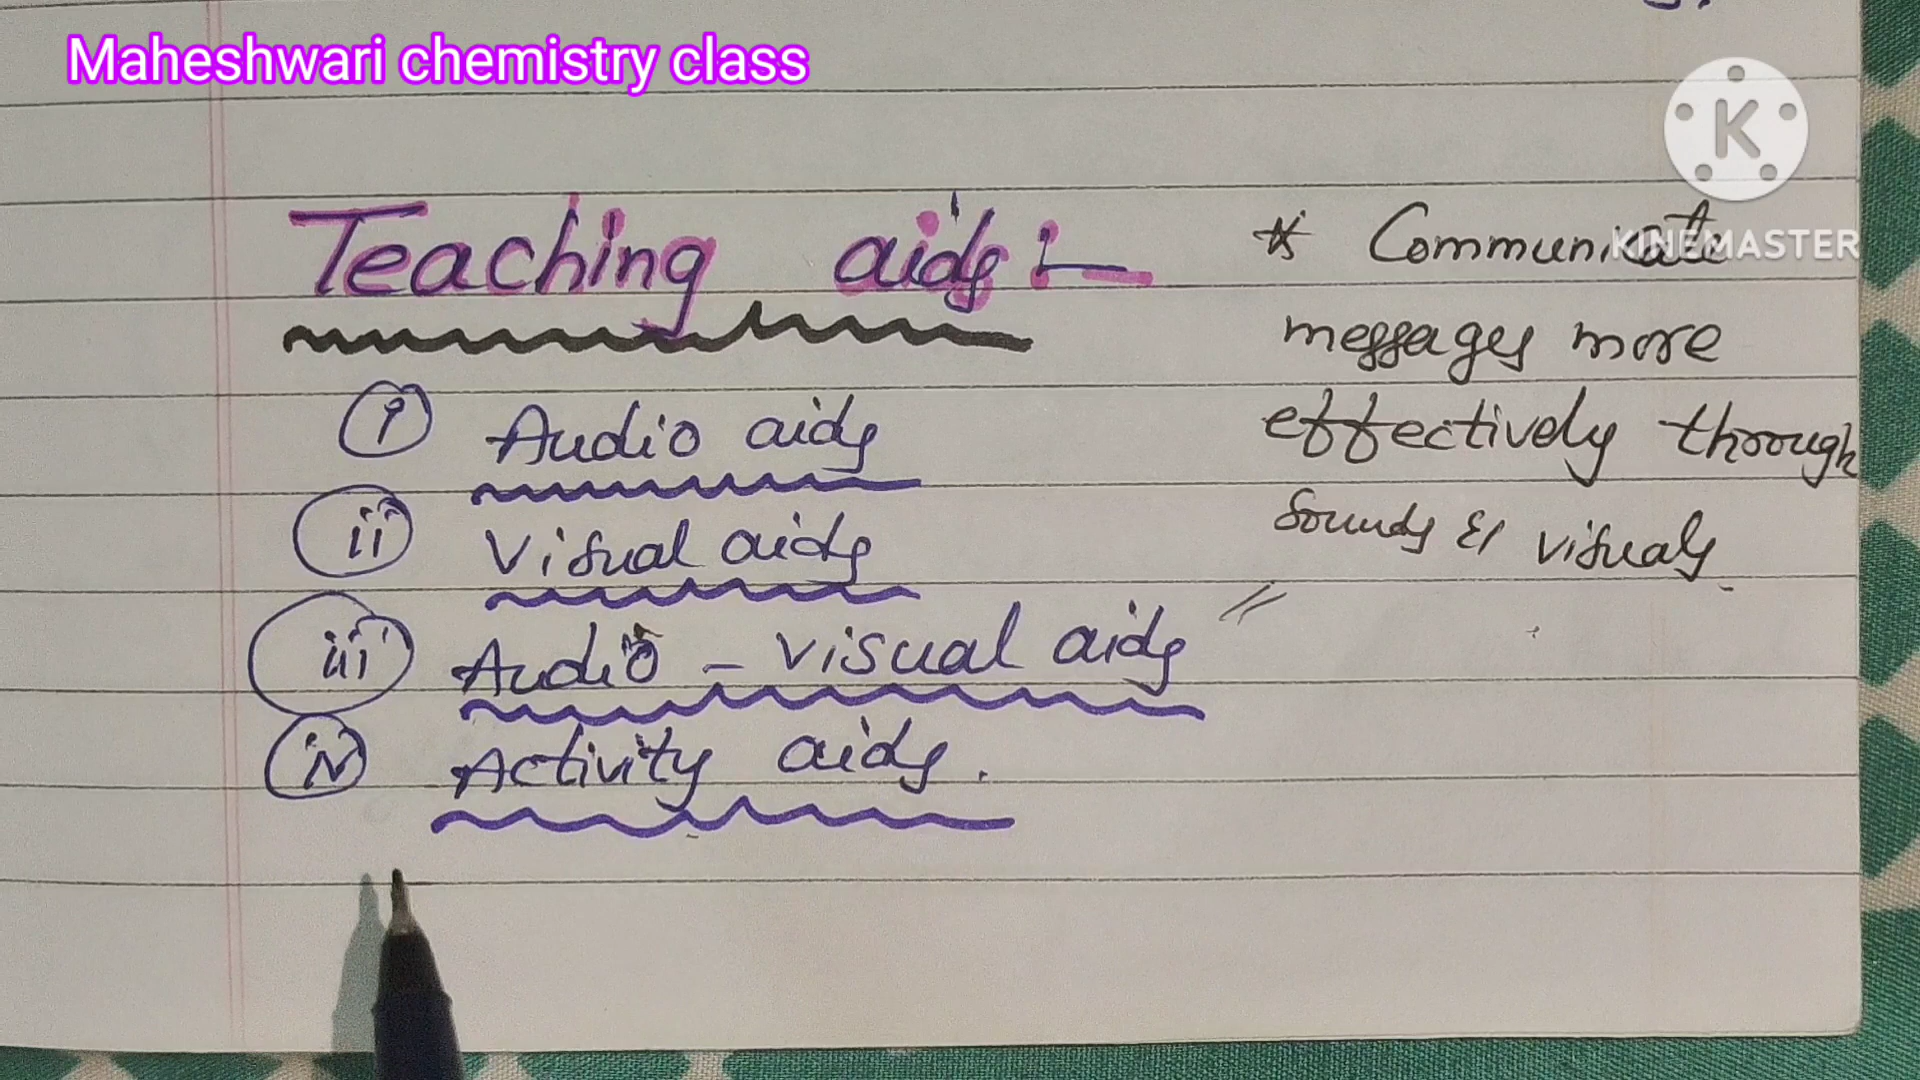 Maheshwari chemistry class
K
KINEMASTER
Teaching aids :-
i Audio aids
ii Visual aids
iii Audio - visual aids
iv Activity aids.
* Communicate
messages more
effectively through
sounds & visuals